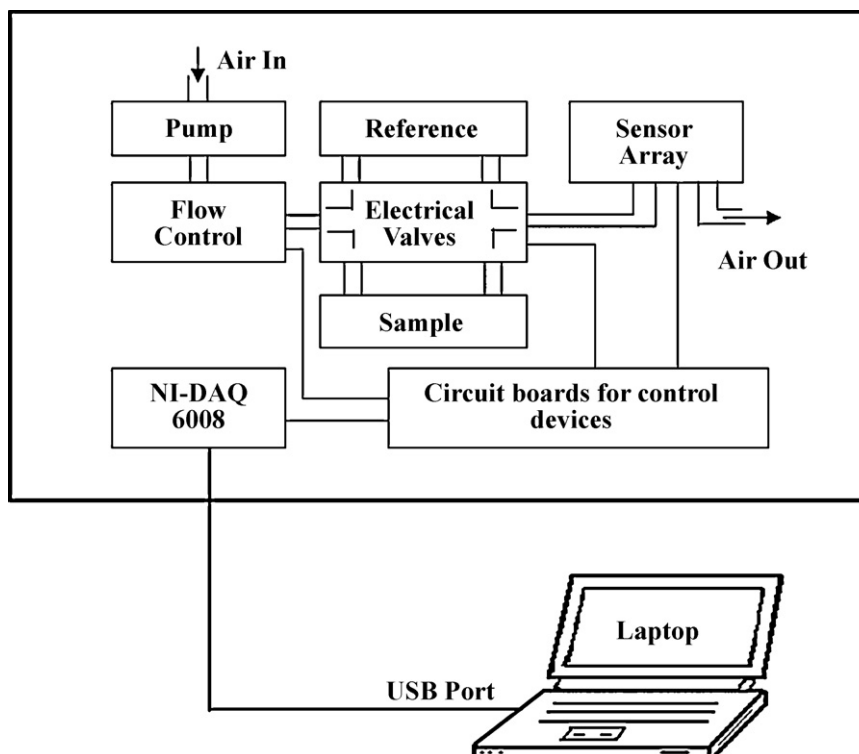 Air In
Pump
Reference
Sensor
Array
Flow
Control
Electrical
Valves
Air Out
Sample
NI-DAQ
6008
Circuit boards for control
devices
Laptop
USB Port